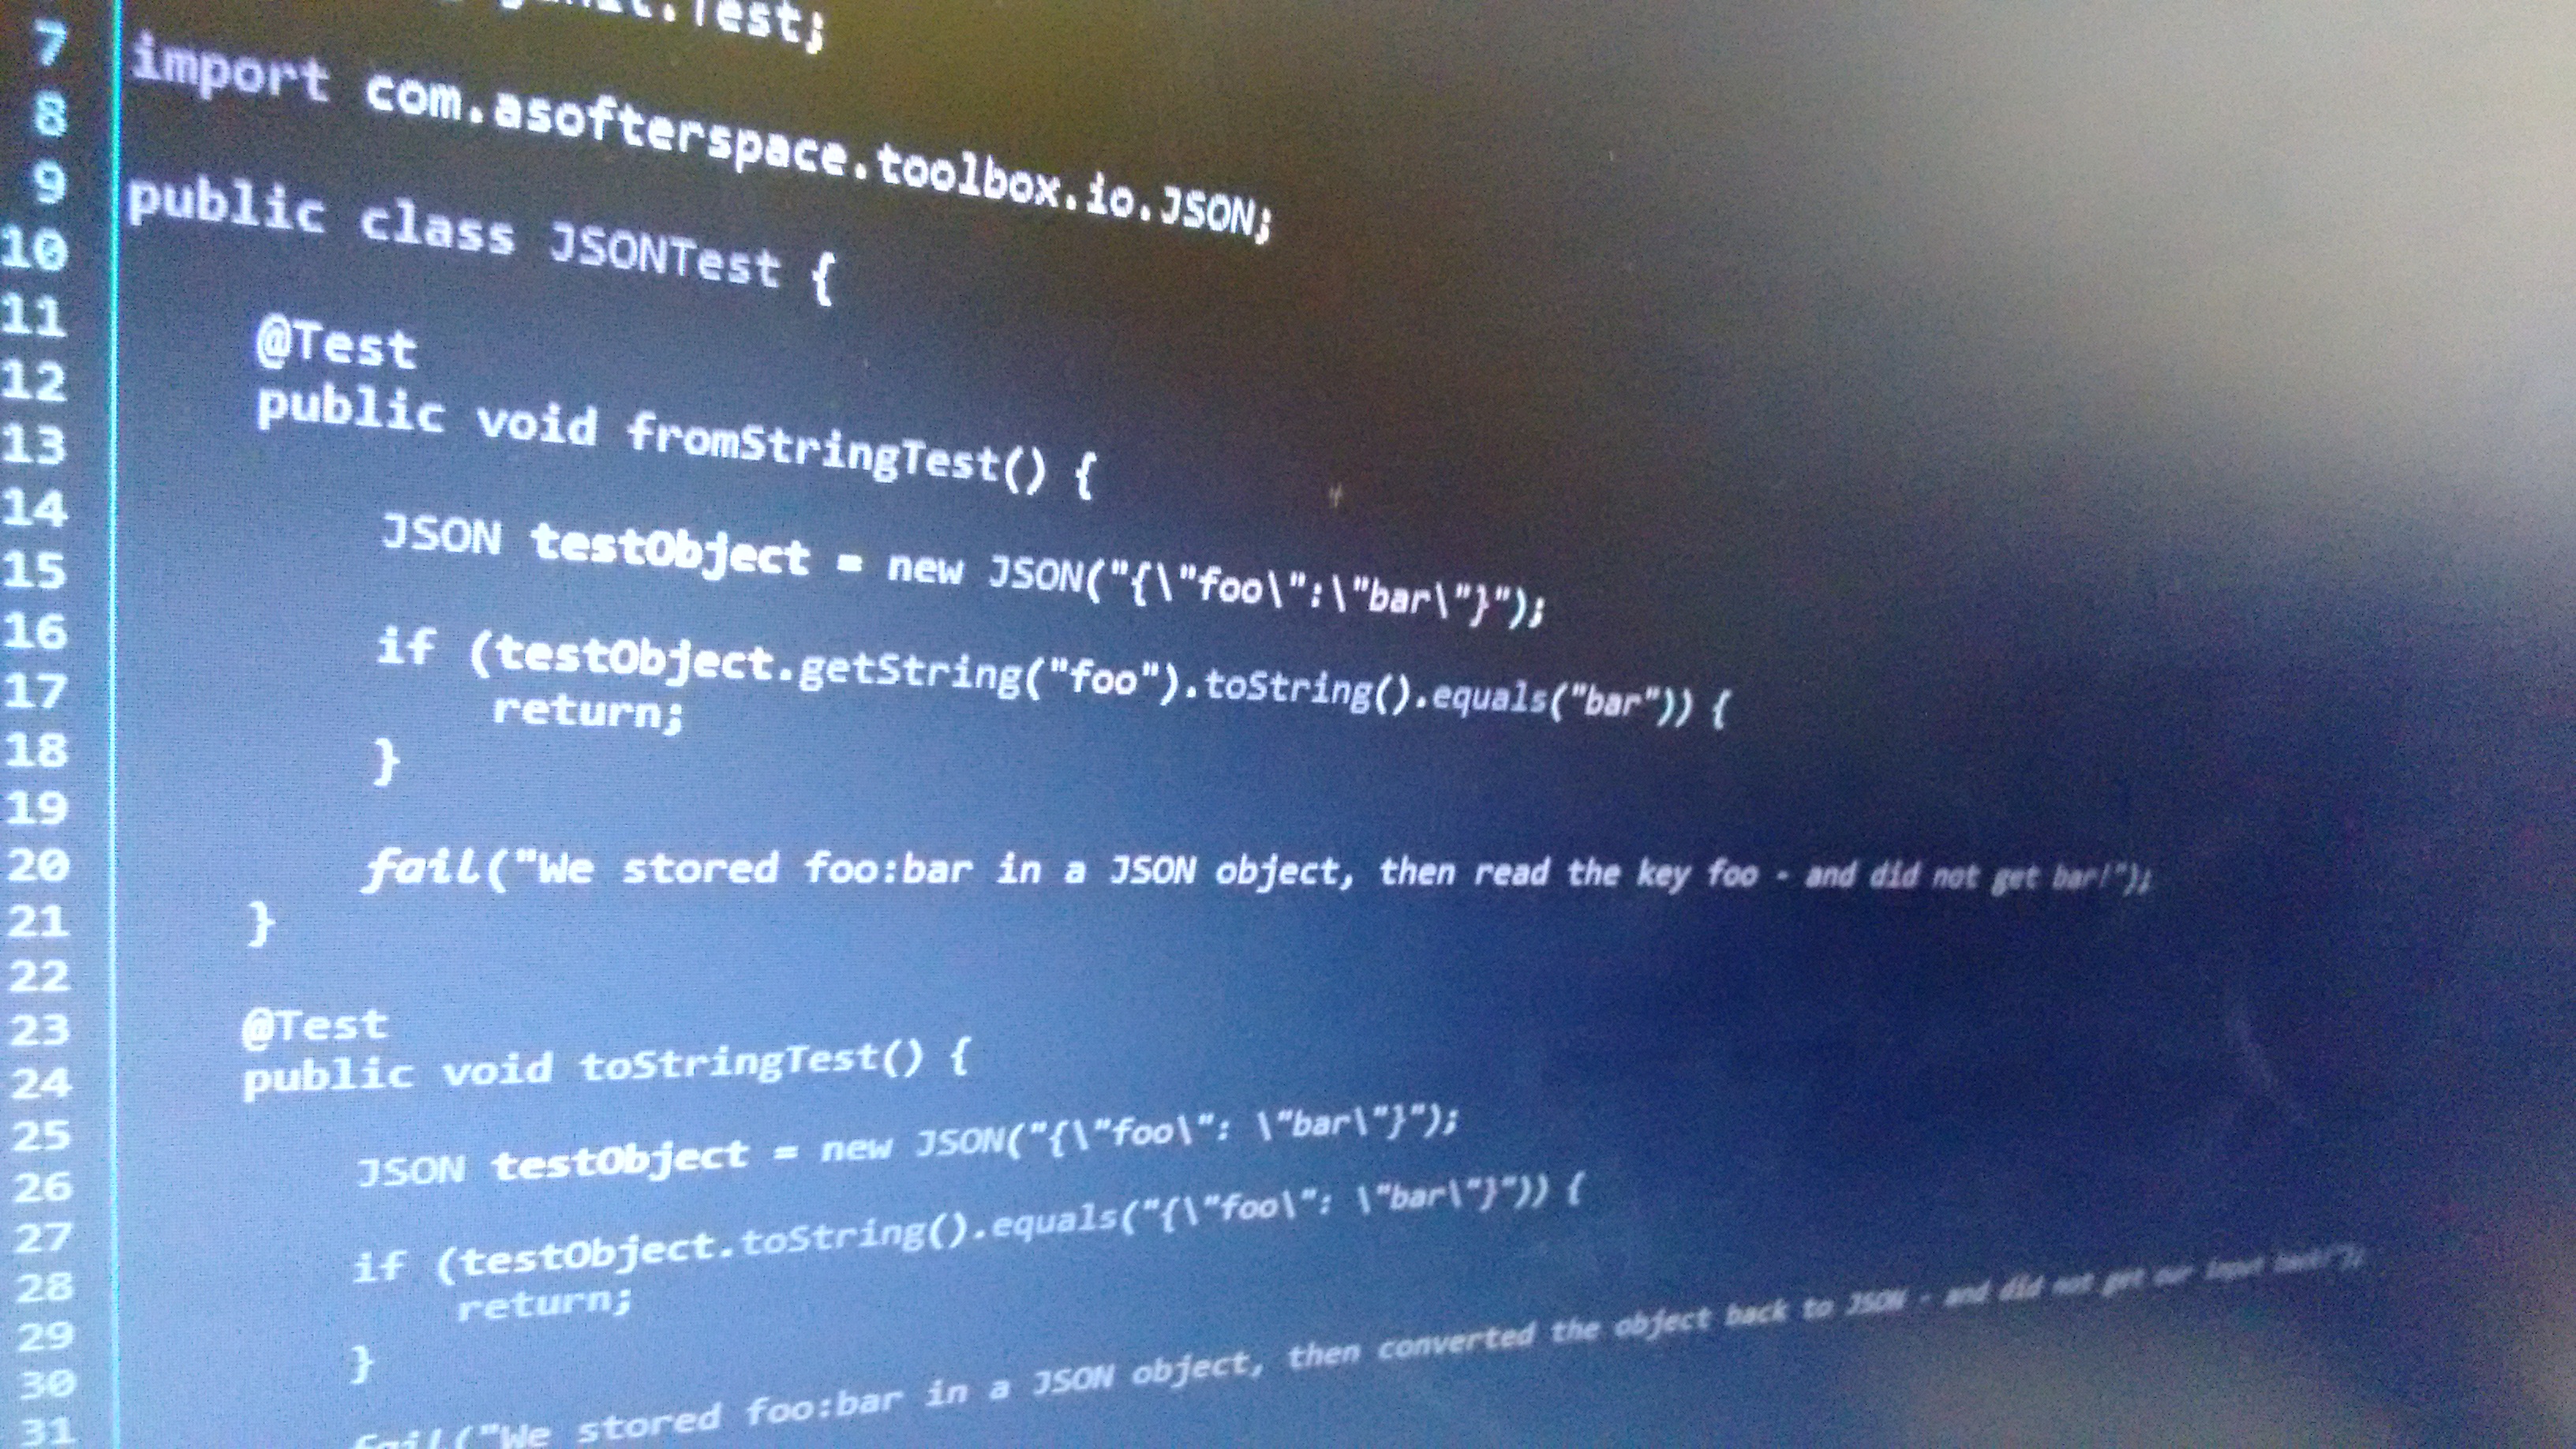 .Test;
7
import com.asofterspace.toolbox.io.JSON;
8
9
public class JSONTest {
10
11
@Test
12
public void fromStringTest() {
13
14
JSON testObject = new JSON("{\"foo\":\"bar\"}");
15
16
if (testObject.getString("foo").toString().equals("bar")) {
17
return;
18
}
19
20
fail("We stored foo:bar in a JSON object, then read the key foo - and did not get bar!");
21
}
22
23
@Test
24
public void toStringTest() {
25
26
JSON testObject = new JSON("{\"foo\": \"bar\"}");
27
if (testObject.toString().equals("{\"foo\": \"bar\"}")) {
28
return;
29
}
30
31
fail("We stored foo:bar in a JSON object, then converted the object back to JSON - and did not get our input back!");